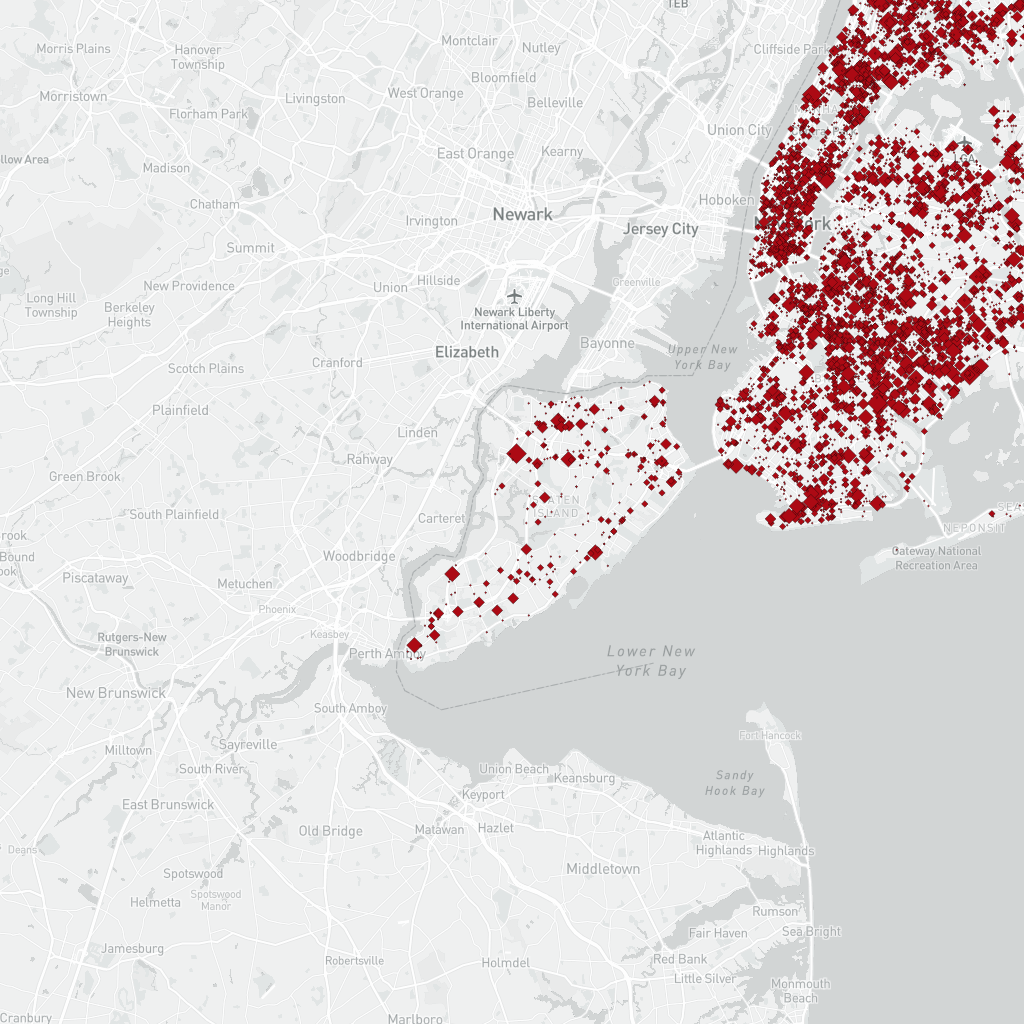 TEB
Morris Plains
Hanover
Township
Montclair
Nutley
Cliffside Park
Bloomfield
Morristown
Livingston
West Orange
Belleville
Florham Park
Union City
llow Area
Madison
East Orange
Kearny
LGA
Chatham
Irvington
Newark
Hoboken
Jersey City
Summit
Long Hill
Township
New Providence
Union
Hillside
Greenville
Berkeley
Heights
Newark Liberty
International Airport
Elizabeth
Bayonne
Upper New
York Bay
Scotch Plains
Cranford
Plainfield
Linden
Rahway
Green Brook
South Plainfield
Carteret
ISLAND
NEPONSIT
Bound
ook
Woodbridge
Gateway National
Recreation Area
Piscataway
Metuchen
Phoenix
Keasbey
Rutgers-New
Brunswick
Perth Amboy
Lower New
York Bay
New Brunswick
South Amboy
Fort Hancock
Milltown
Sayreville
South River
Union Beach
Keansburg
Sandy
Hook Bay
East Brunswick
Keyport
Old Bridge
Matawan
Hazlet
Deans
Atlantic
Highlands
Highlands
Spotswood
Middletown
Helmetta
Spotswood
Manor
Rumson
Fair Haven
Sea Bright
Jamesburg
Robertsville
Holmdel
Red Bank
Little Silver
Monmouth
Beach
Cranbury
Marlboro